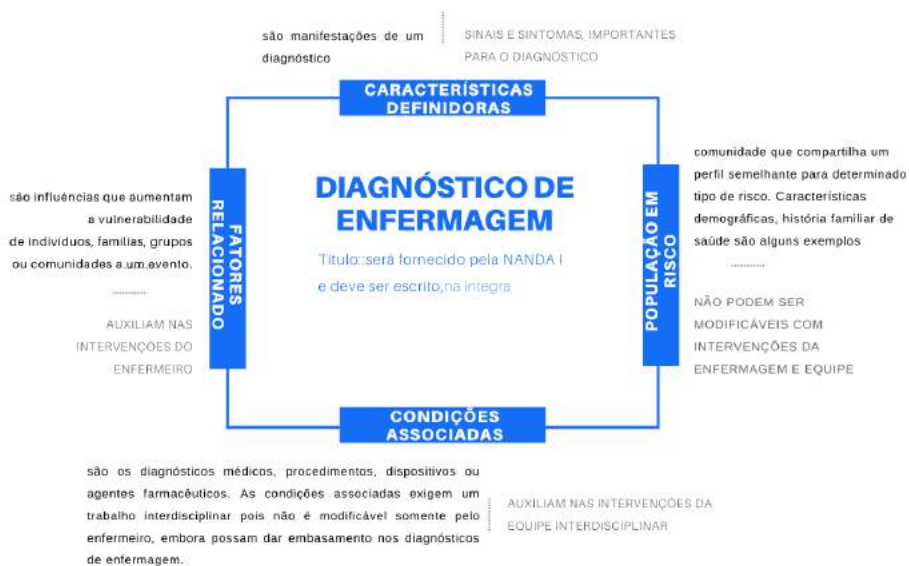 são manifestações de um
diagnóstico
SINAIS E SINTOMAS, IMPORTANTES
PARA O DIAGNOSTICO
CARACTERÍSTICAS
DEFINIDORAS
são influências que aumentam
a vulnerabilidade
de indivíduos, famílias, grupos
ou comunidades a um evento.
AUXILIAM NAS
INTERVENÇÕES DO
ENFERMEIRO
FATORES
RELACIONADO
DIAGNÓSTICO DE
ENFERMAGEM
Titulo::será fornecido pela NANDA I
e deve ser escrito,na integra
POPULAÇÃO EM
RISCO
comunidade que compartilha um
perfil semelhante para determinado
tipo de risco. Características
demográficas, história familiar de
saúde são alguns exemplos
NÃO PODEM SER
MODIFICÁVEIS COM
INTERVENÇÕES DA
ENFERMAGEM E EQUIPE
CONDIÇÕES
ASSOCIADAS
são os diagnósticos médicos, procedimentos, dispositivos ou
agentes farmacêuticos. As condições associadas exigem um
trabalho interdisciplinar pois não é modificável somente pelo
enfermeiro, embora possam dar embasamento nos diagnósticos
de enfermagem.
AUXILIAM NAS INTERVENÇÕES DA
EQUIPE INTERDISCIPLINAR